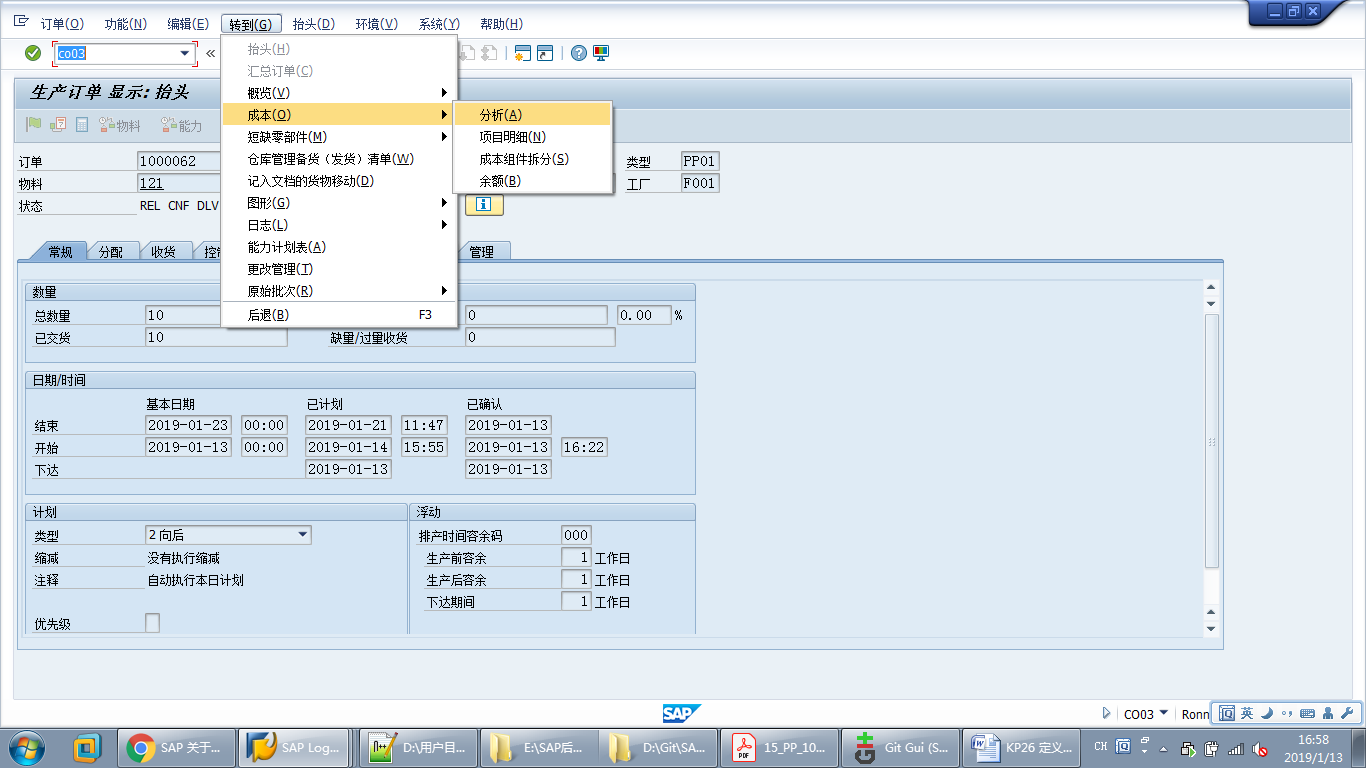 订单(O) 功能(N) 编辑(E) 转到(G) 抬头(D) 环境(V) 系统(Y) 帮助(H)
co03 «
抬头(H)
汇总订单(C)
概览(V)
成本(O)
短缺零部件(M)
仓库管理备货（发货）清单(W)
记入文档的货物移动(D)
图形(G)
日志(L)
能力计划表(A)
更改管理(T)
原始批次(R)
后退(B) F3
分析(A)
项目明细(N)
成本组件拆分(S)
余额(B)
生产订单 显示: 抬头
物料 能力
订单 1000062 类型 PP01
物料 121 工厂 F001
状态 REL CNF DLV
常规 分配 收货 管理
数量
总数量 10 0 0.00 %
已交货 10 缺量/过量收货 0
日期/时间
基本日期 已计划 已确认
结束 2019-01-23 00:00 2019-01-21 11:47 2019-01-13
开始 2019-01-13 00:00 2019-01-14 15:55 2019-01-13 16:22
下达 2019-01-13 2019-01-13
计划 浮动
类型 2 向后 排产时间容余码 000
缩减 没有执行缩减 生产前容余 1 工作日
注释 自动执行本日计划 生产后容余 1 工作日
下达期间 1 工作日
优先级
SAP CO03 Ronn 英
SAP 关于... SAP Log... D:\用户目... E:\SAP后... D:\Git\SA... 15_PP_10... Git Gui (S... KP26 定义... CH 16:58
2019/1/13